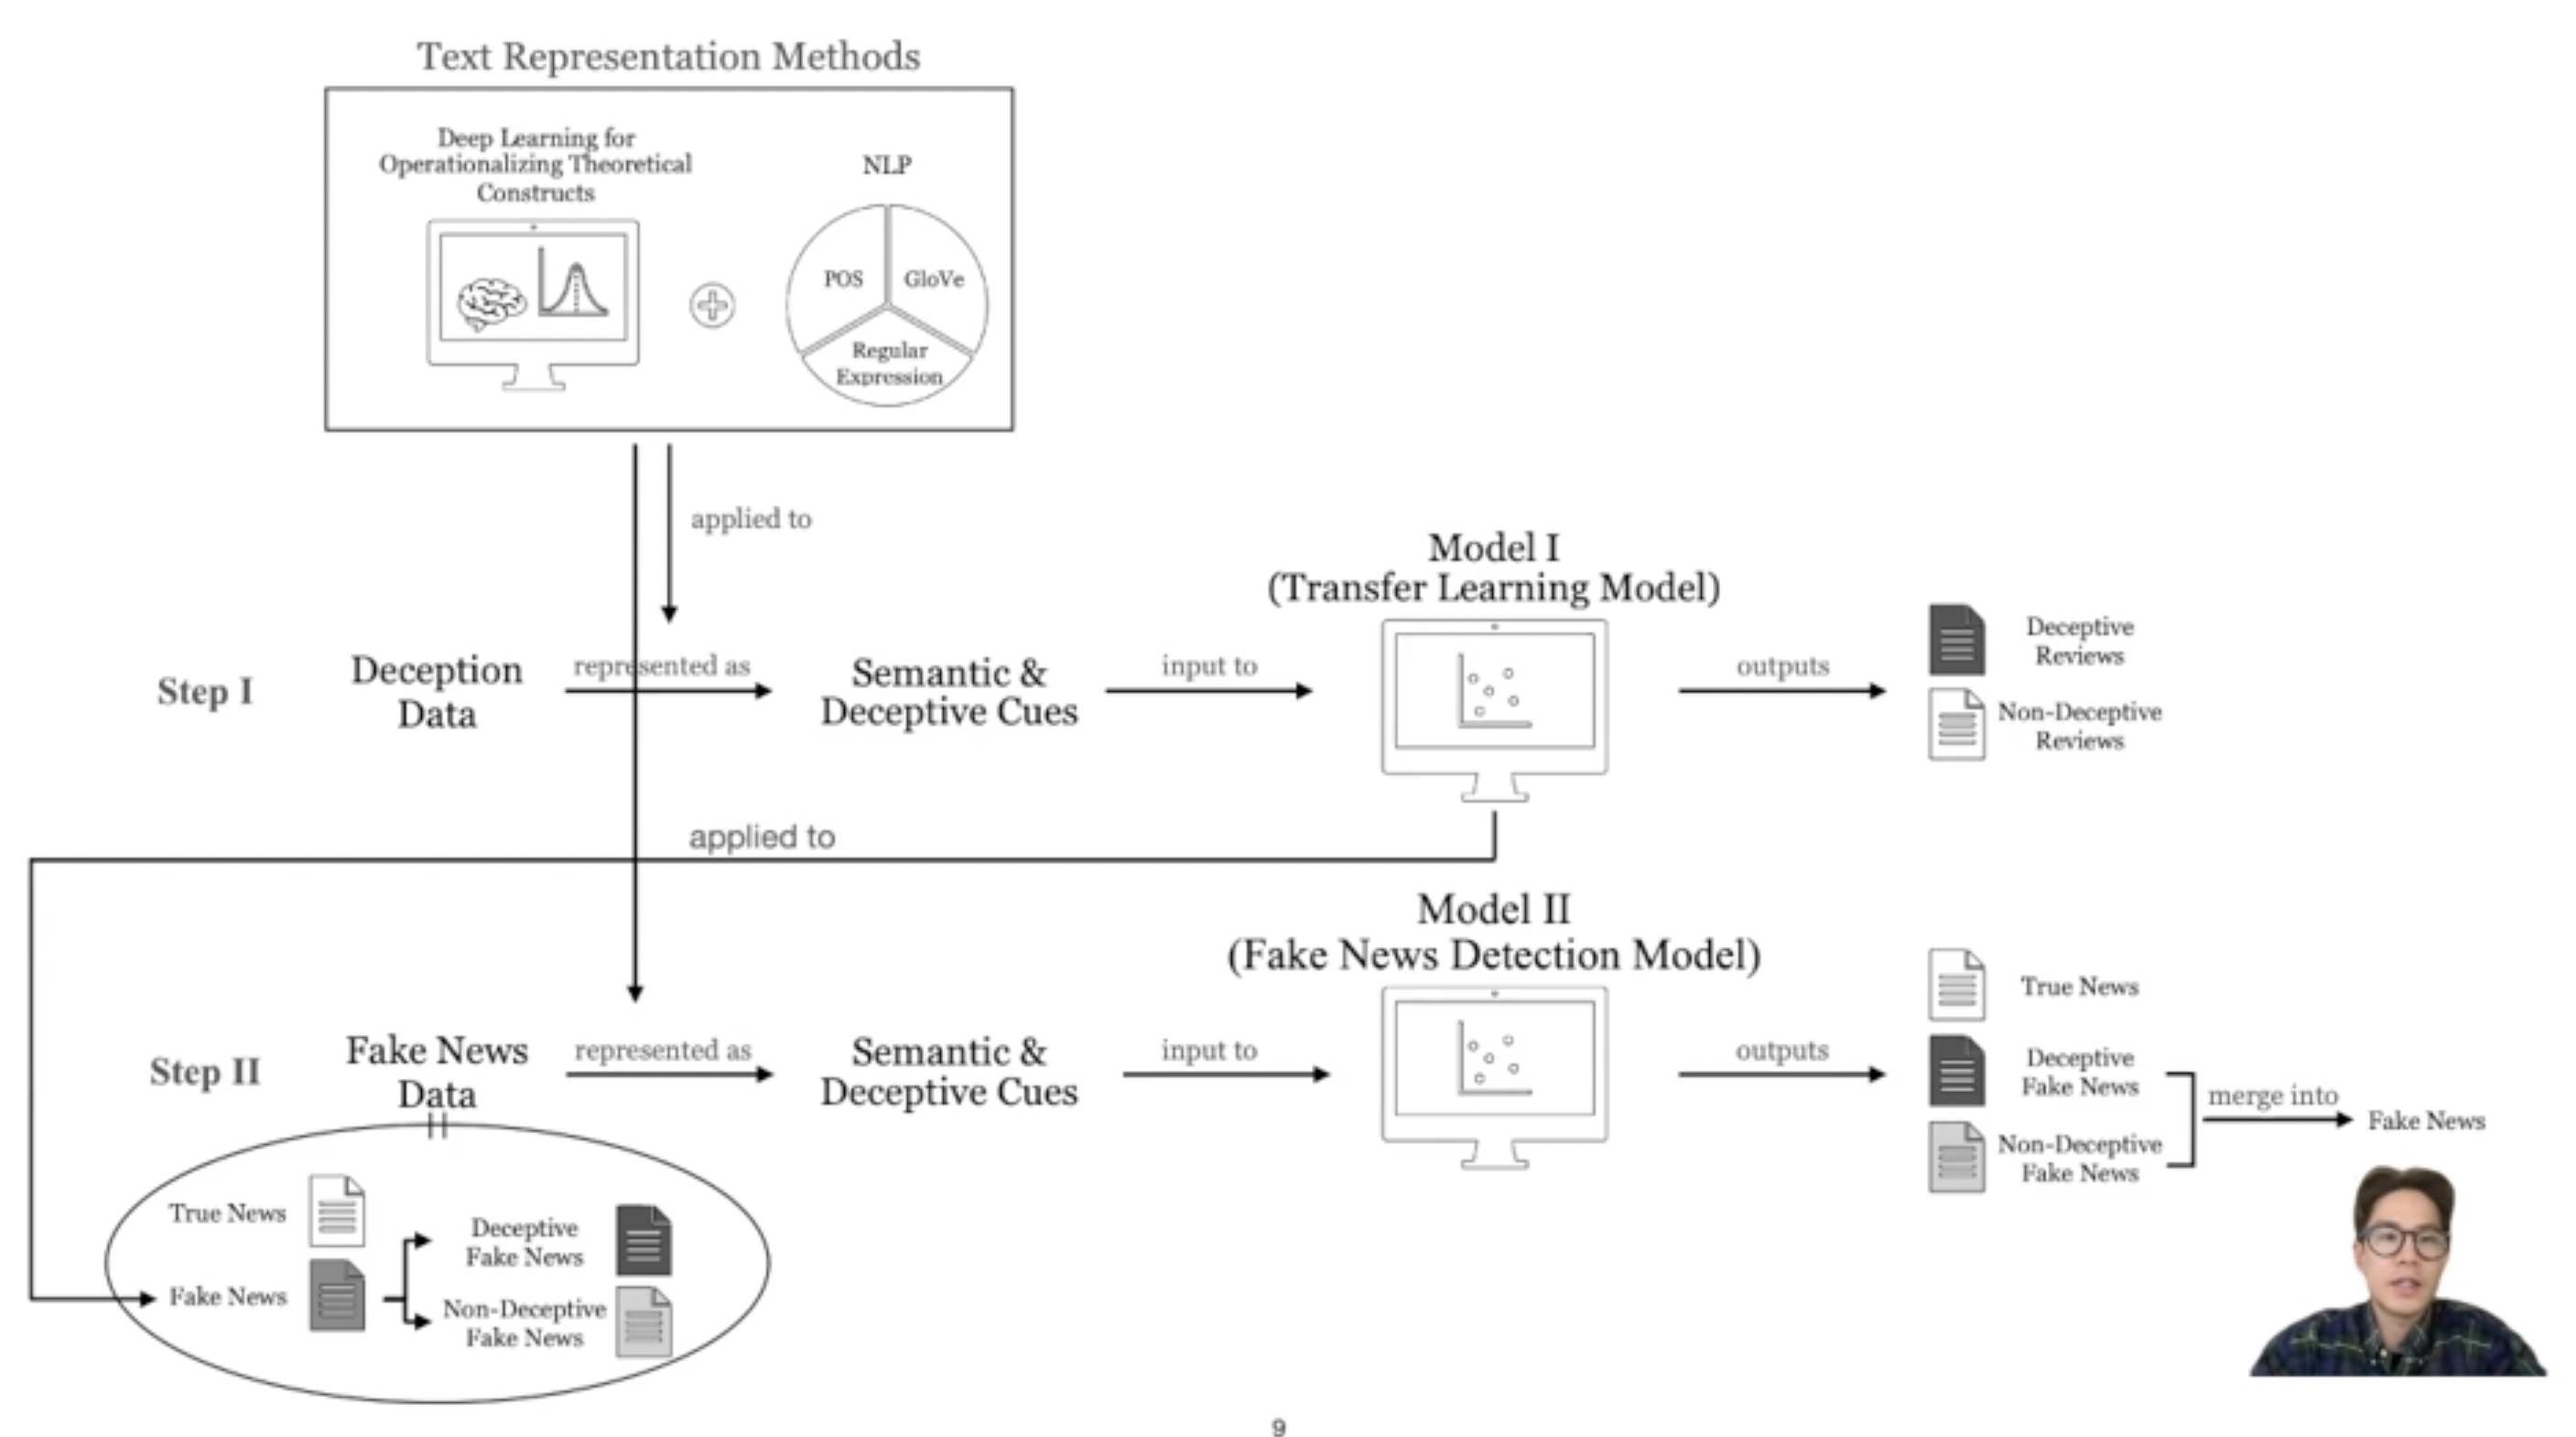 Text Representation Methods
Deep Learning for
Operationalizing Theoretical
Constructs
NLP
POS
GloVe
Regular
Expression
applied to
Step I
Deception
Data
represented as
Semantic &
Deceptive Cues
input to
Model I
(Transfer Learning Model)
outputs
Deceptive
Reviews
Non-Deceptive
Reviews
applied to
Step II
Fake News
Data
represented as
Semantic &
Deceptive Cues
input to
Model II
(Fake News Detection Model)
outputs
True News
Deceptive
Fake News
Non-Deceptive
Fake News
merge into
Fake News
True News
Fake News
Deceptive
Fake News
Non-Deceptive
Fake News
9